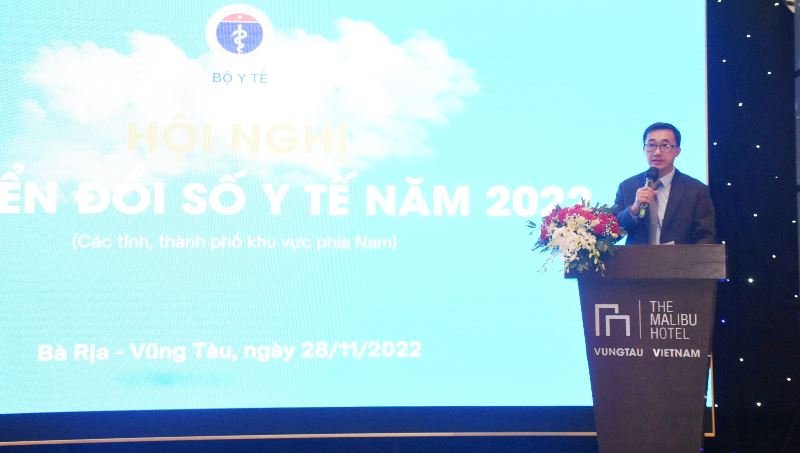 BỘ Y TẾ
HỘI NGHỊ
ỂN ĐỔI SỐ Y TẾ NĂM 2022
(Các tỉnh, thành phố khu vực phía Nam)
Bà Rịa - Vũng Tàu, ngày 28/11/2022
THE
MALIBU
HOTEL
VUNGTAU VIETNAM